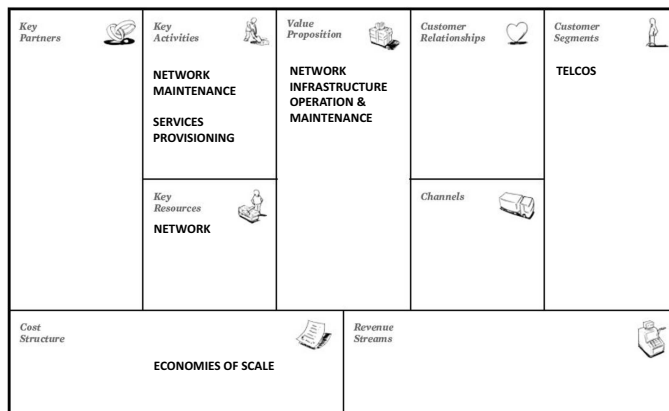 Key
Partners
Key
Activities
NETWORK
MAINTENANCE
SERVICES
PROVISIONING
Key
Resources
NETWORK
Value
Proposition
NETWORK
INFRASTRUCTURE
OPERATION &
MAINTENANCE
Customer
Relationships
Channels
Customer
Segments
TELCOS
Cost
Structure
ECONOMIES OF SCALE
Revenue
Streams